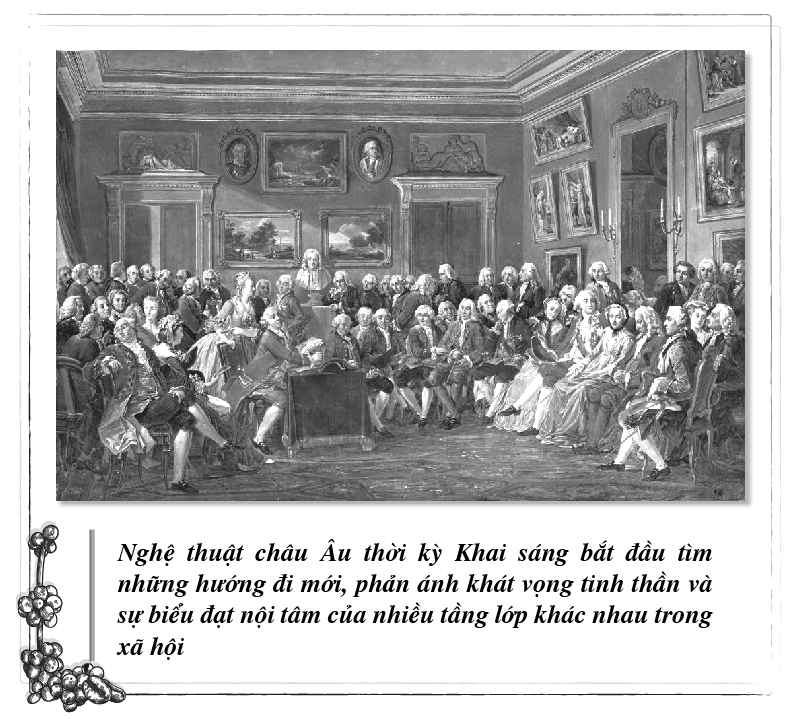 Nghệ thuật châu Âu thời kỳ Khai sáng bắt đầu tìm
những hướng đi mới, phản ánh khát vọng tinh thần và
sự biểu đạt nội tâm của nhiều tầng lớp khác nhau trong
xã hội